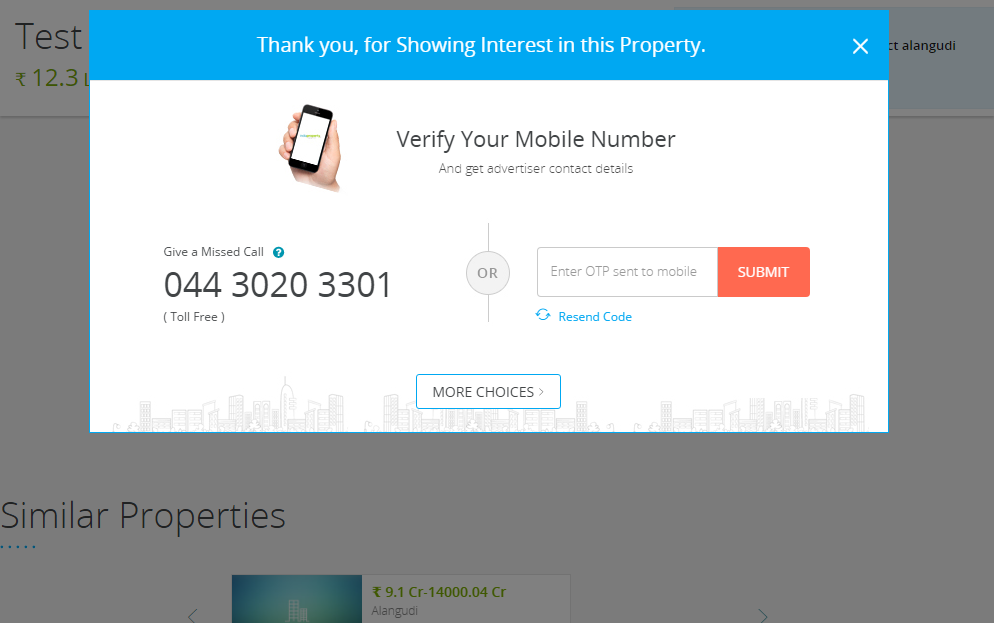 Test
₹ 12.3
Thank you, for Showing Interest in this Property.
ct alangudi
Verify Your Mobile Number
And get advertiser contact details
Give a Missed Call ?
044 3020 3301
( Toll Free )
OR
Enter OTP sent to mobile
SUBMIT
Resend Code
MORE CHOICES >
Similar Properties
₹ 9.1 Cr-14000.04 Cr
Alangudi